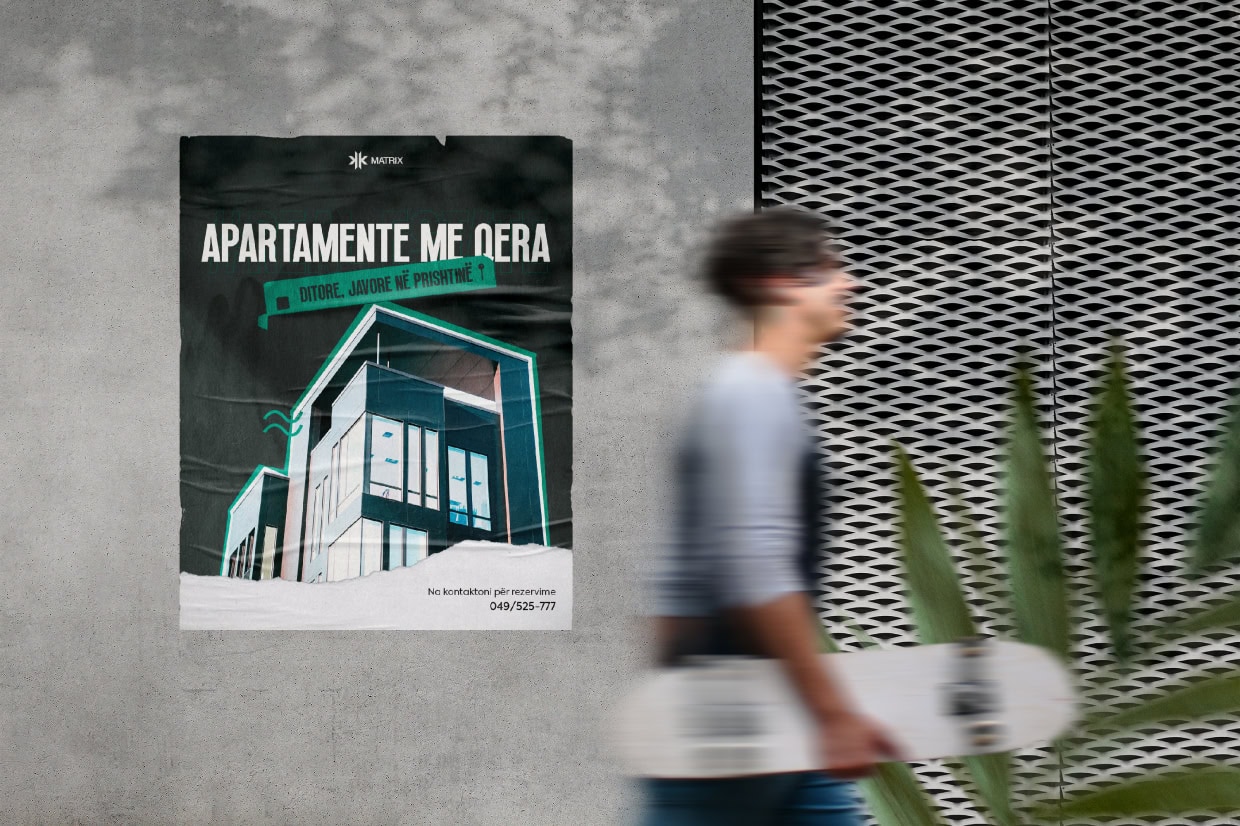 MATRIX
APARTAMENTE ME QERA
DITORE, JAVORE NË PRISHTINË
Na kontaktoni për rezervime
049/525-777